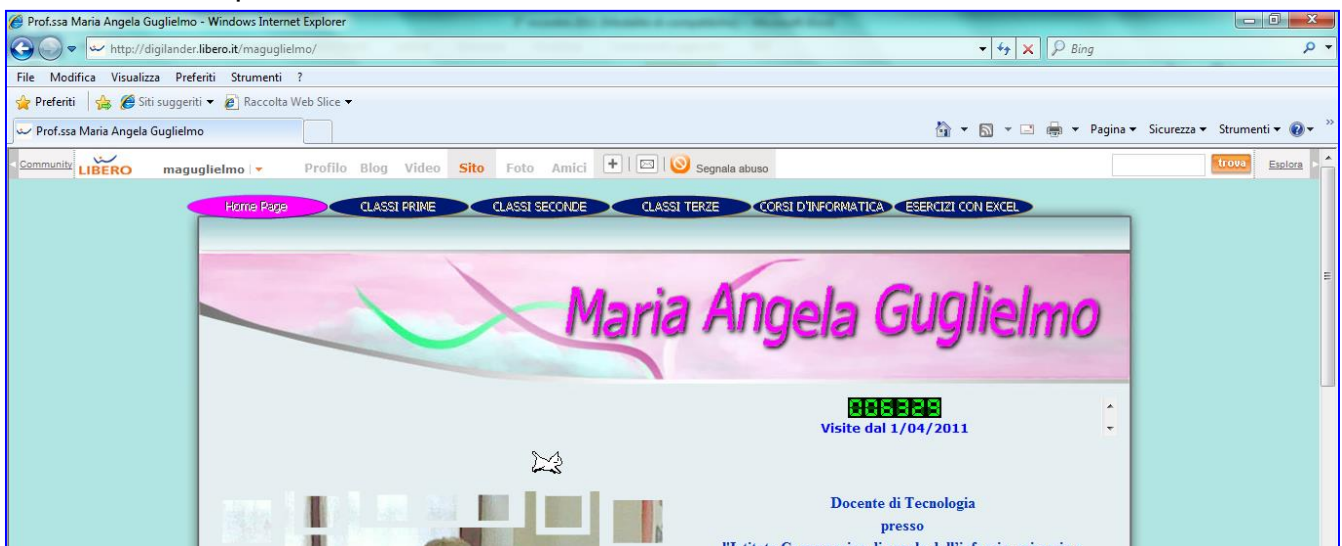 Prof.ssa Maria Angela Guglielmo - Windows Internet Explorer
http://digilander.libero.it/maguglielmo/
Bing
File Modifica Visualizza Preferiti Strumenti ?
Preferiti Siti suggeriti Raccolta Web Slice
Prof.ssa Maria Angela Guglielmo
Pagina Sicurezza Strumenti
Community LIBERO maguglielmo Profilo Blog Video Sito Foto Amici + Segnala abuso trova Esplora
Home Page CLASSI PRIME CLASSI SECONDE CLASSI TERZE CORSI D'INFORMATICA ESERCIZI CON EXCEL
Maria Angela Guglielmo
006329
Visite dal 1/04/2011
Docente di Tecnologia
presso